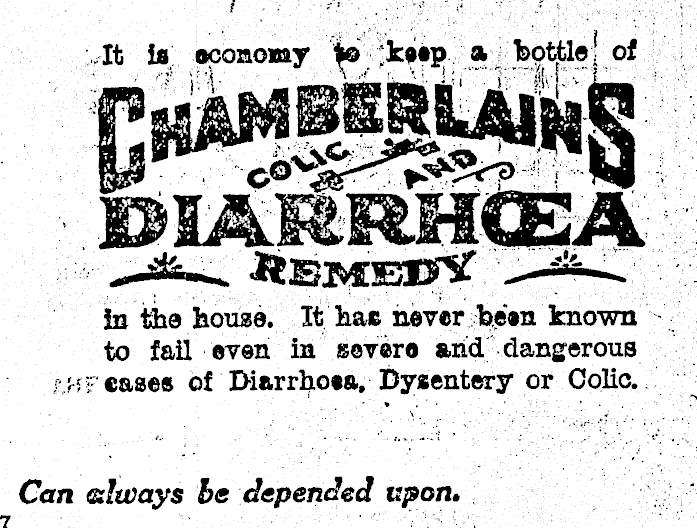 It is economy to keep a bottle of
CHAMBERLAINS
COLIC AND
DIARRHŒA
REMEDY
in the house. It has never been known
to fail even in severe and dangerous
cases of Diarrhoea, Dysentery or Colic.
Can always be depended upon.
7